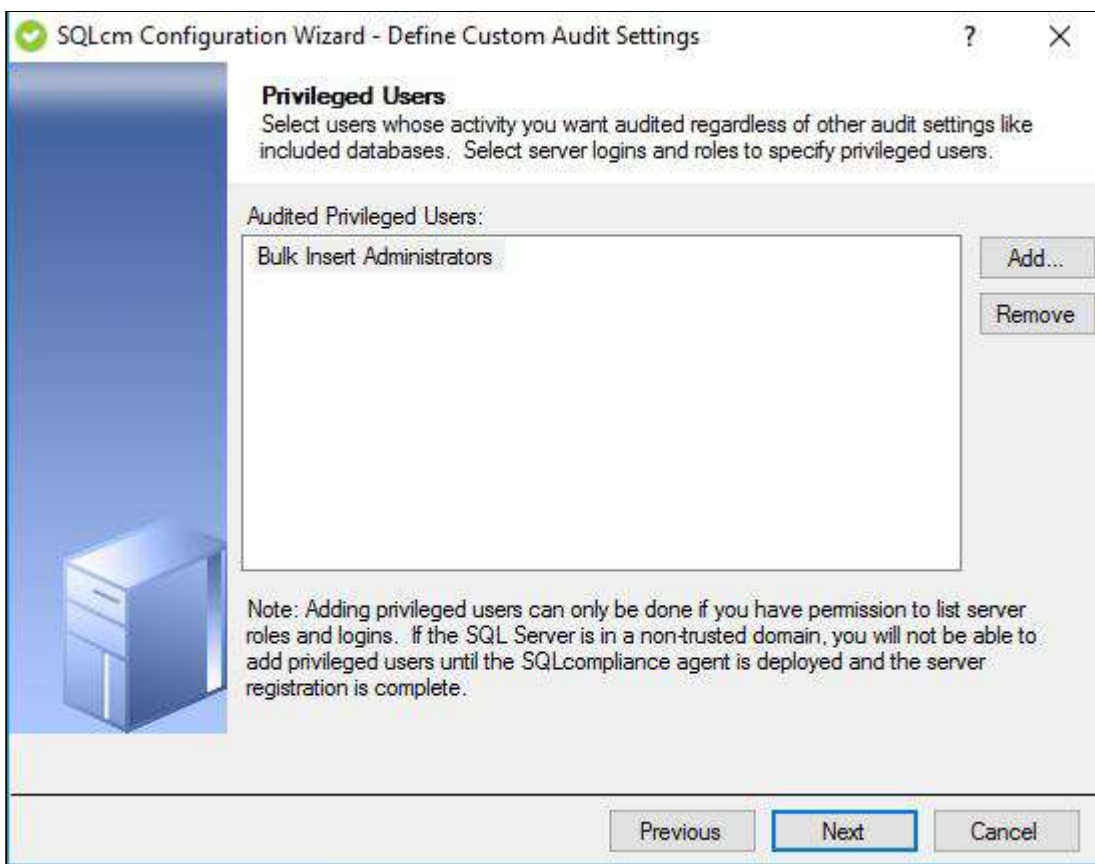 SQLcm Configuration Wizard - Define Custom Audit Settings
?
Privileged Users
Select users whose activity you want audited regardless of other audit settings like
included databases. Select server logins and roles to specify privileged users.
Audited Privileged Users:
Bulk Insert Administrators
Add...
Remove
Note: Adding privileged users can only be done if you have permission to list server
roles and logins. If the SQL Server is in a non-trusted domain, you will not be able to
add privileged users until the SQLcompliance agent is deployed and the server
registration is complete.
Previous
Next
Cancel